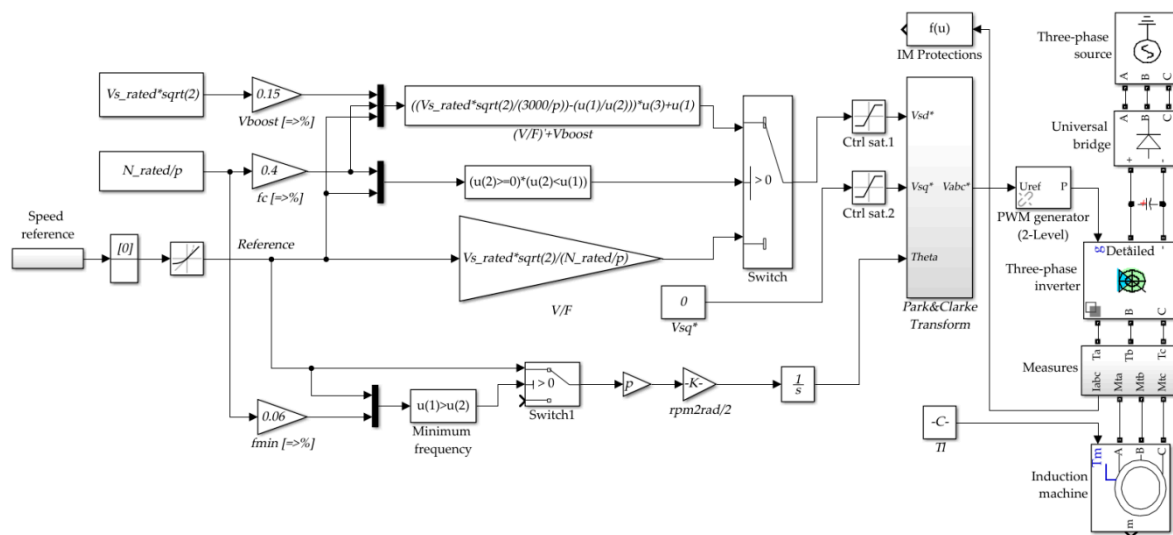 Vs_rated*sqrt(2)
0.15
Vboost [=>%]
((Vs_rated*sqrt(2)/(3000/p))-(u(1)/u(2)))*u(3)+u(1)
(V/F)'+Vboost
N_rated/p
0.4
fc [=>%]
(u(2)>=0)*(u(2)<u(1))
> 0
Switch
Speed
reference
[0]
Reference
Vs_rated*sqrt(2)/(N_rated/p)
V/F
0
Vsq*
0.06
fmin [=>%]
u(1)>u(2)
Minimum
frequency
> 0
Switch1
p
-K-
rpm2rad/2
1
s
Ctrl sat.1
Ctrl sat.2
f(u)
IM Protections
Vsd*
Vsq*
Vabc*
Theta
Park&Clarke
Transform
Uref
P
PWM generator
(2-Level)
Three-phase
source
A
B
C
Universal
bridge
A
B
C
+
-
+
-
g
Detailed
Three-phase
inverter
B
C
Ta
Tb
Tc
Measures
Iabc
Mta
Mtb
Mtc
-C-
Tl
Tm
A
B
C
Induction
machine
m